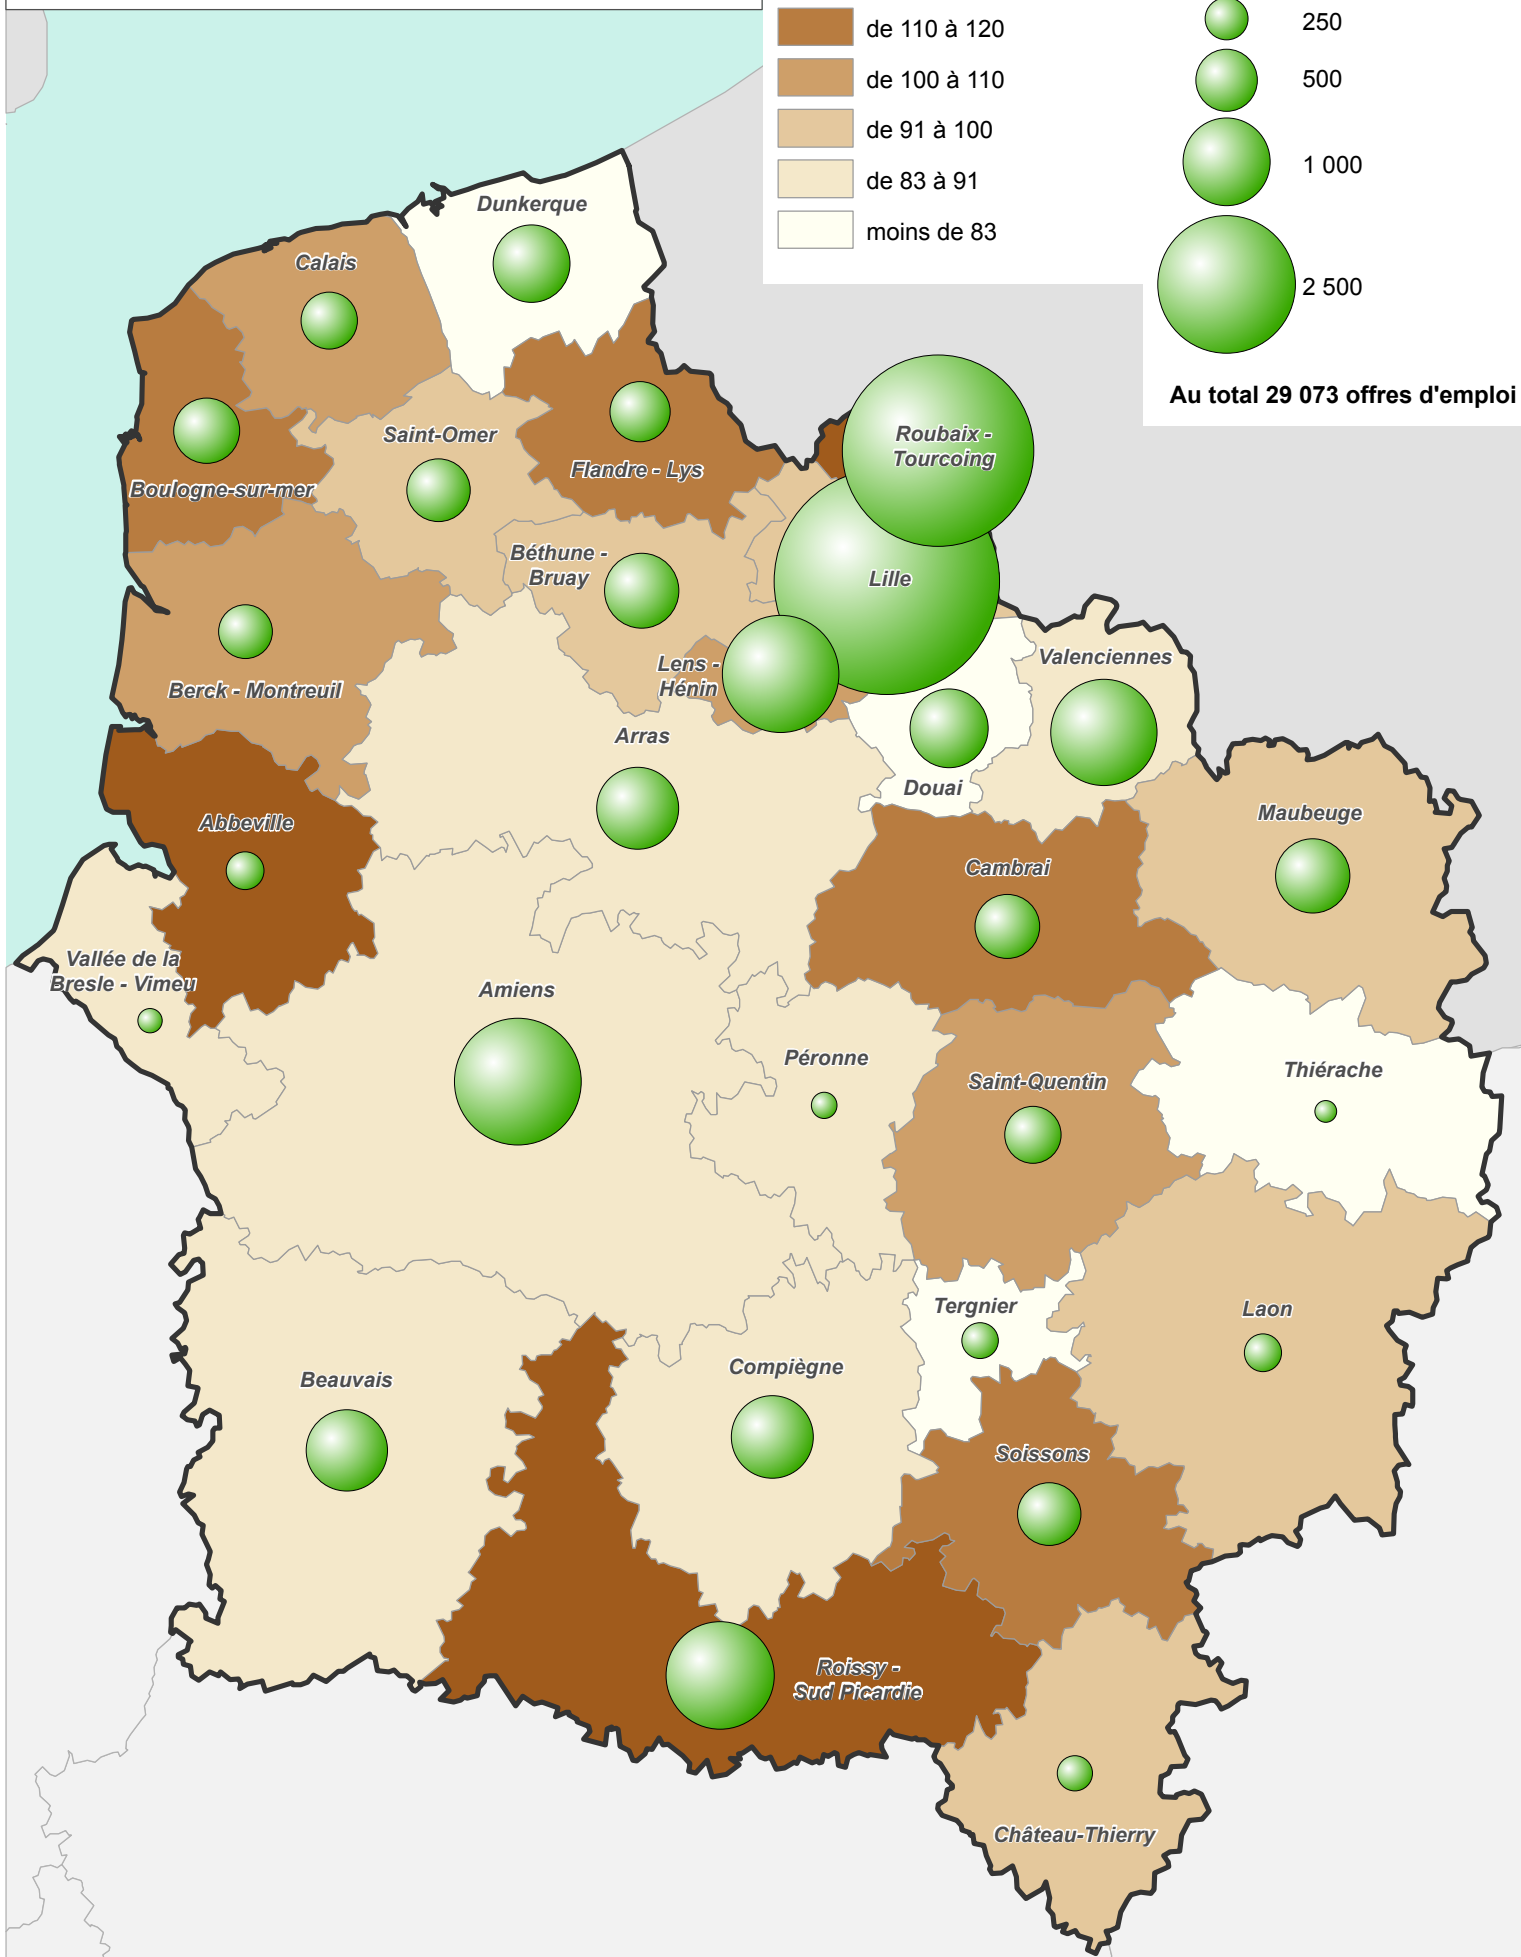 de 110 à 120
de 100 à 110
de 91 à 100
de 83 à 91
moins de 83
250
500
1 000
2 500
Au total 29 073 offres d'emploi
Dunkerque
Calais
Saint-Omer
Flandre - Lys
Boulogne-sur-mer
Roubaix -
Tourcoing
Béthune -
Bruay
Lille
Lens -
Hénin
Berck - Montreuil
Valenciennes
Arras
Douai
Maubeuge
Abbeville
Cambrai
Vallée de la
Bresle - Vimeu
Amiens
Péronne
Saint-Quentin
Thiérache
Tergnier
Laon
Beauvais
Compiègne
Soissons
Roissy -
Sud Picardie
Château-Thierry